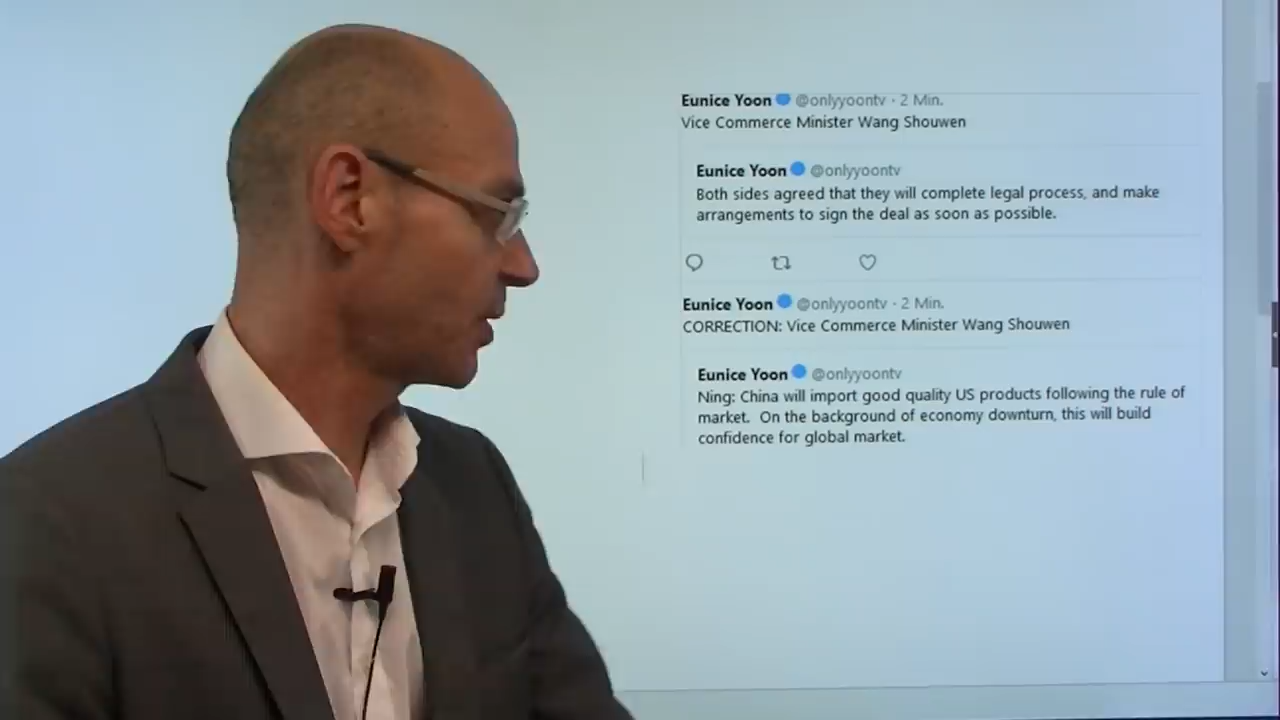 Eunice Yoon @onlyyoontv · 2 Min.
Vice Commerce Minister Wang Shouwen
Eunice Yoon @onlyyoontv
Both sides agreed that they will complete legal process, and make
arrangements to sign the deal as soon as possible.
Eunice Yoon @onlyyoontv · 2 Min.
CORRECTION: Vice Commerce Minister Wang Shouwen
Eunice Yoon @onlyyoontv
Ning: China will import good quality US products following the rule of
market. On the background of economy downturn, this will build
confidence for global market.